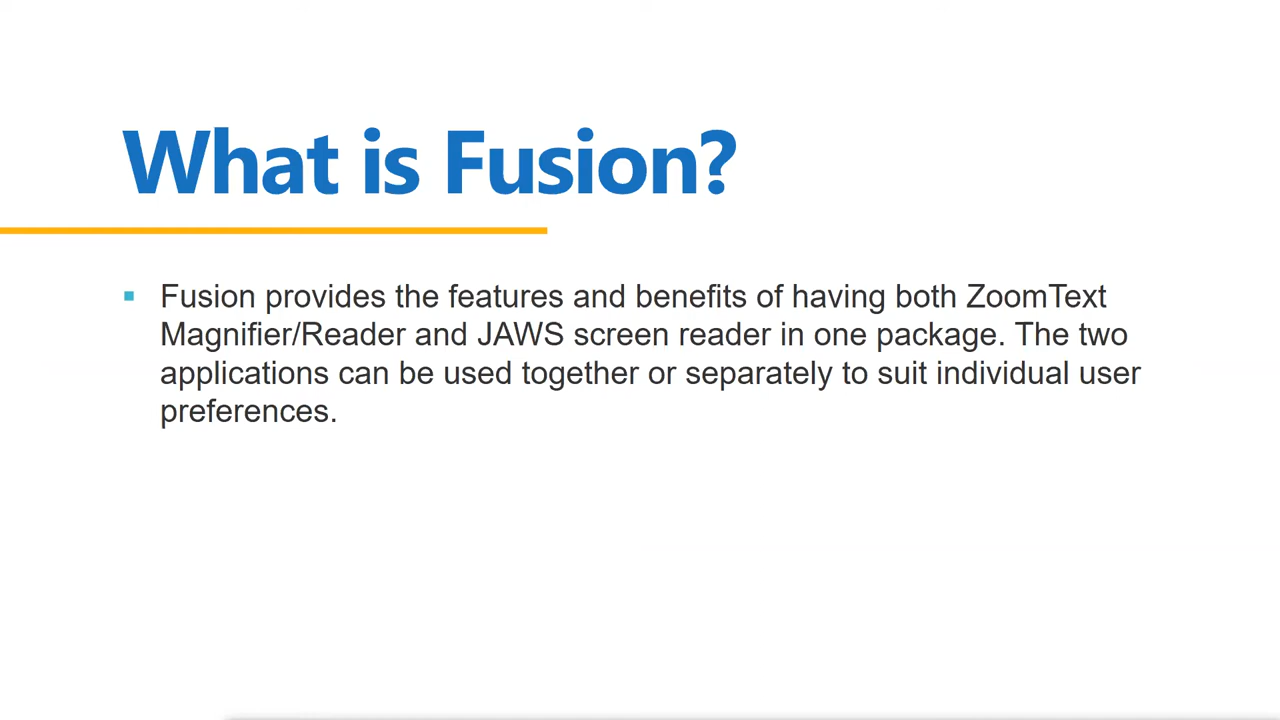 What is Fusion?
Fusion provides the features and benefits of having both ZoomText
Magnifier/Reader and JAWS screen reader in one package. The two
applications can be used together or separately to suit individual user
preferences.